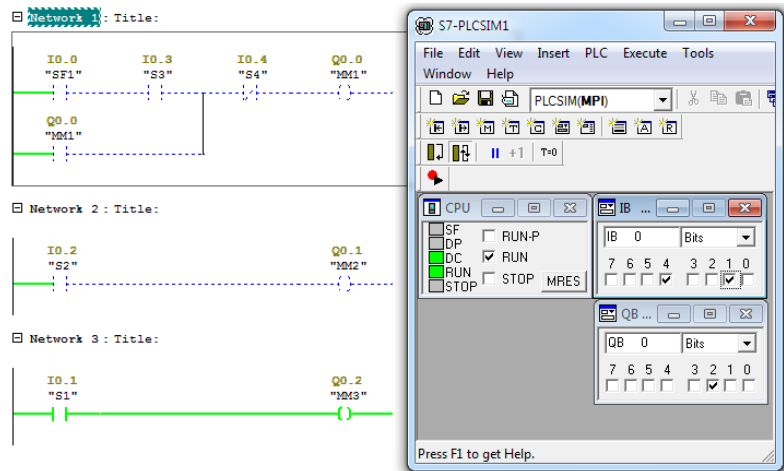 Network 1: Title:
I0.0 I0.3 I0.4 Q0.0
"SF1" "S3" "S4" "MM1"
Q0.0
"MM1"
Network 2: Title:
I0.2 Q0.1
"S2" "MM2"
Network 3: Title:
I0.1 Q0.2
"S1" "MM3"
S7-PLCSIM1
File Edit View Insert PLC Execute Tools
Window Help
PLCSIM(MPI)
+1 T=0
CPU
SF
DP
DC
RUN
STOP
RUN-P
RUN
STOP MRES
IB ...
IB 0 Bits
7 6 5 4 3 2 1 0
QB ...
QB 0 Bits
7 6 5 4 3 2 1 0
Press F1 to get Help.